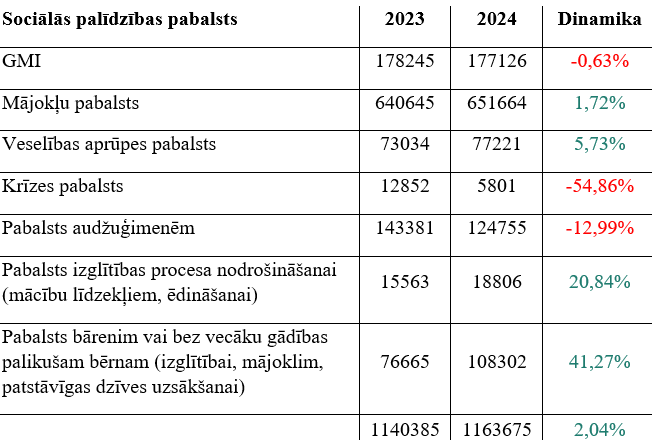 Sociālās palīdzības pabalsts 2023 2024 Dinamika
GMI 178245 177126 -0,63%
Mājokļu pabalsts 640645 651664 1,72%
Veselības aprūpes pabalsts 73034 77221 5,73%
Krīzes pabalsts 12852 5801 -54,86%
Pabalsts audžuģimenēm 143381 124755 -12,99%
Pabalsts izglītības procesa nodrošināšanai
(mācību līdzekļiem, ēdināšanai) 15563 18806 20,84%
Pabalsts bārenim vai bez vecāku gādības
palikušam bērnam (izglītībai, mājoklim, 76665 108302 41,27%
patstāvīgas dzīves uzsākšanai)
1140385 1163675 2,04%